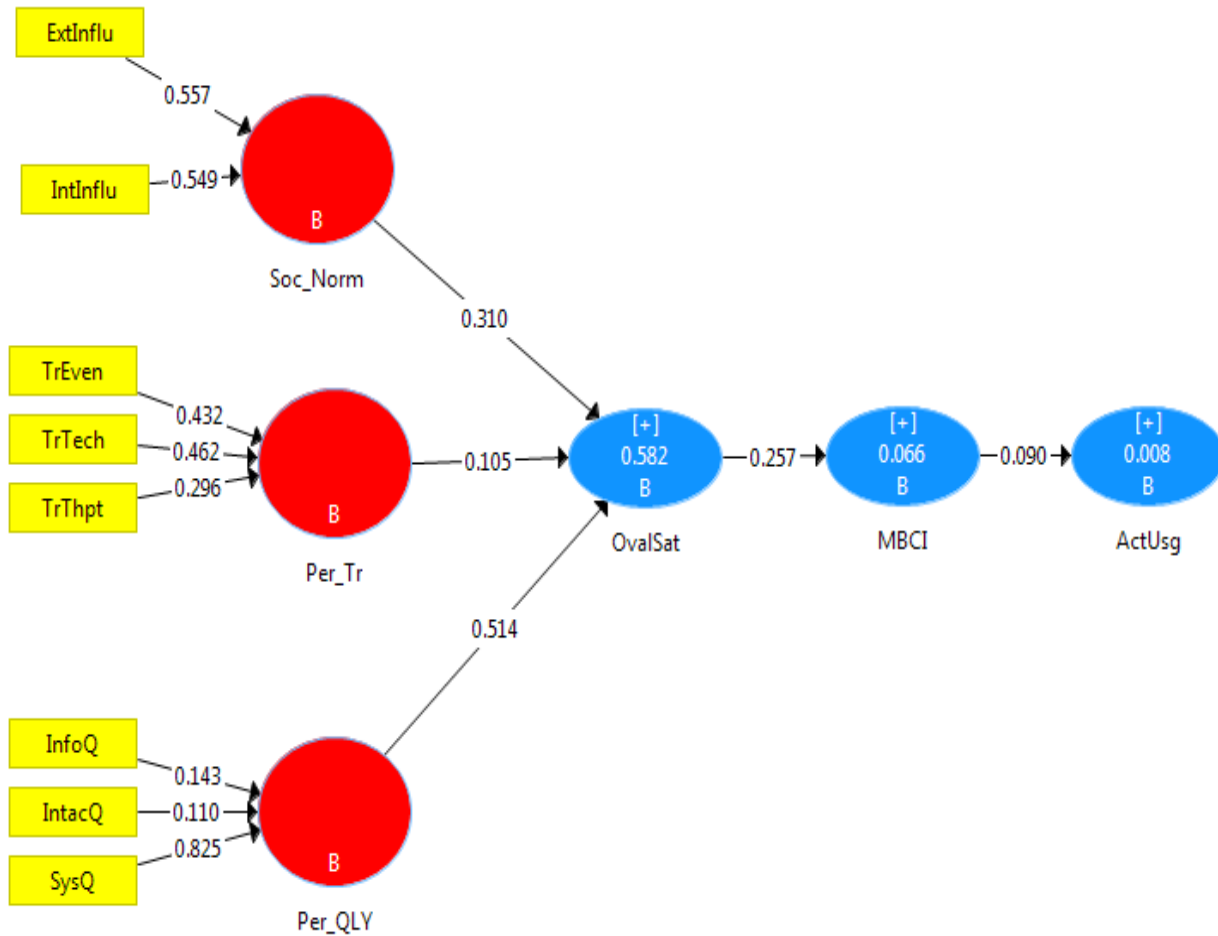 ExtInflu
0.557
IntInflu
0.549
B
Soc_Norm
0.310
TrEven
0.432
TrTech
0.462
TrThpt
0.296
B
Per_Tr
0.105
[+]
0.582
B
OvalSat
0.257
[+]
0.066
B
MBCI
0.090
[+]
0.008
B
ActUsg
0.514
InfoQ
0.143
IntacQ
0.110
SysQ
0.825
B
Per_QLY